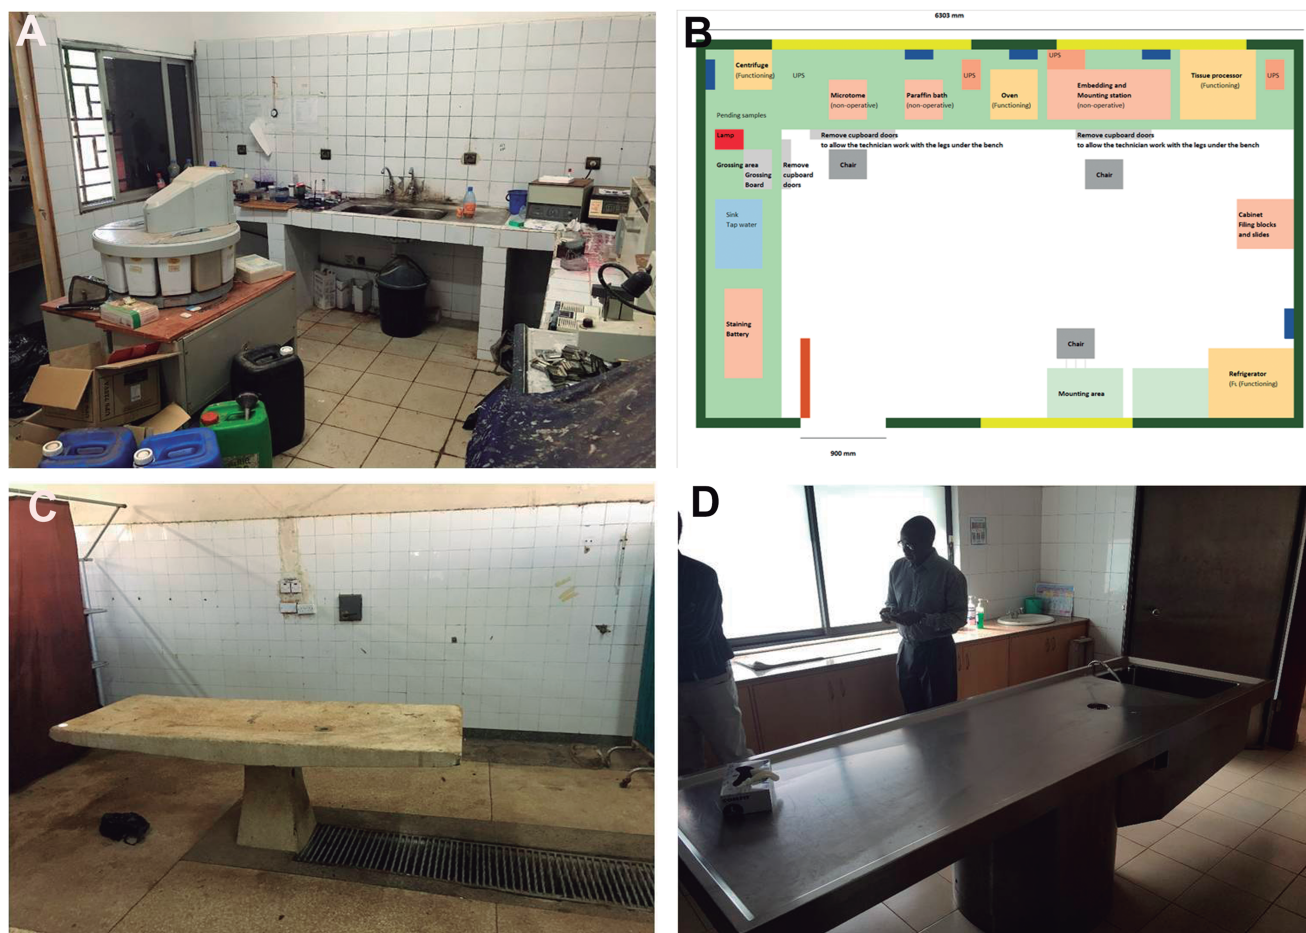 A
B
6303 mm
Centrifuge
(Functioning)
UPS
Microtome
(non-operative)
Paraffin bath
(non-operative)
UPS
Oven
(Functioning)
UPS
Embedding and
Mounting station
(non-operative)
Tissue processor
(Functioning)
UPS
Pending samples
Lamp
Remove cupboard doors
to allow the technician work with the legs under the bench
Remove cupboard doors
to allow the technician work with the legs under the bench
Grossing area
Grossing
Board
Remove
cupboard
doors
Chair
Chair
Sink
Tap water
Cabinet
Filing blocks
and slides
Staining
Battery
Chair
Mounting area
Refrigerator
(Fs (Functioning)
900 mm
C
D